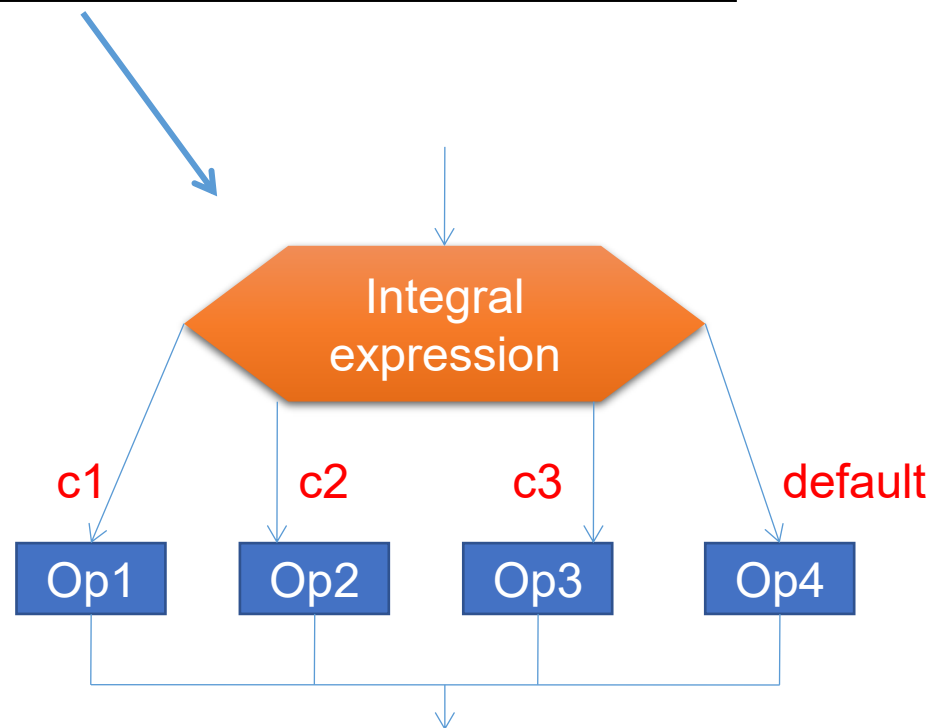 Integral
expression
c1
c2
c3
default
Op1
Op2
Op3
Op4